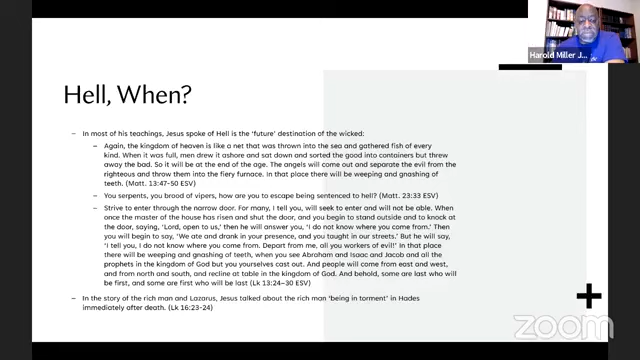 Harold Miller J...
Hell, When?
– In most of his teachings, Jesus spoke of Hell is the 'future' destination of the wicked:
– Again, the kingdom of heaven is like a net that was thrown into the sea and gathered fish of every
kind. When it was full, men drew it ashore and sat down and sorted the good into containers but threw
away the bad. So it will be at the end of the age. The angels will come out and separate the evil from the
righteous and throw them into the fiery furnace. In that place there will be weeping and gnashing of
teeth. (Matt. 13:47-50 ESV)
– You serpents, you brood of vipers, how are you to escape being sentenced to hell? (Matt. 23:33 ESV)
– Strive to enter through the narrow door. For many, I tell you, will seek to enter and will not be able. When
once the master of the house has risen and shut the door, and you begin to stand outside and to knock at
the door, saying, 'Lord, open to us,' then he will answer you, 'I do not know where you come from.' Then
you will begin to say, 'We ate and drank in your presence, and you taught in our streets.' But he will say,
'I tell you, I do not know where you come from. Depart from me, all you workers of evil!' In that place
there will be weeping and gnashing of teeth, when you see Abraham and Isaac and Jacob and all the
prophets in the kingdom of God but you yourselves cast out. And people will come from east and west,
and from north and south, and recline at table in the kingdom of God. And behold, some are last who will
be first, and some are first who will be last (Lk 13:24–30 ESV)
– In the story of the rich man and Lazarus, Jesus talked about the rich man 'being in torment' in Hades
immediately after death. (Lk 16:23-24)
zoom